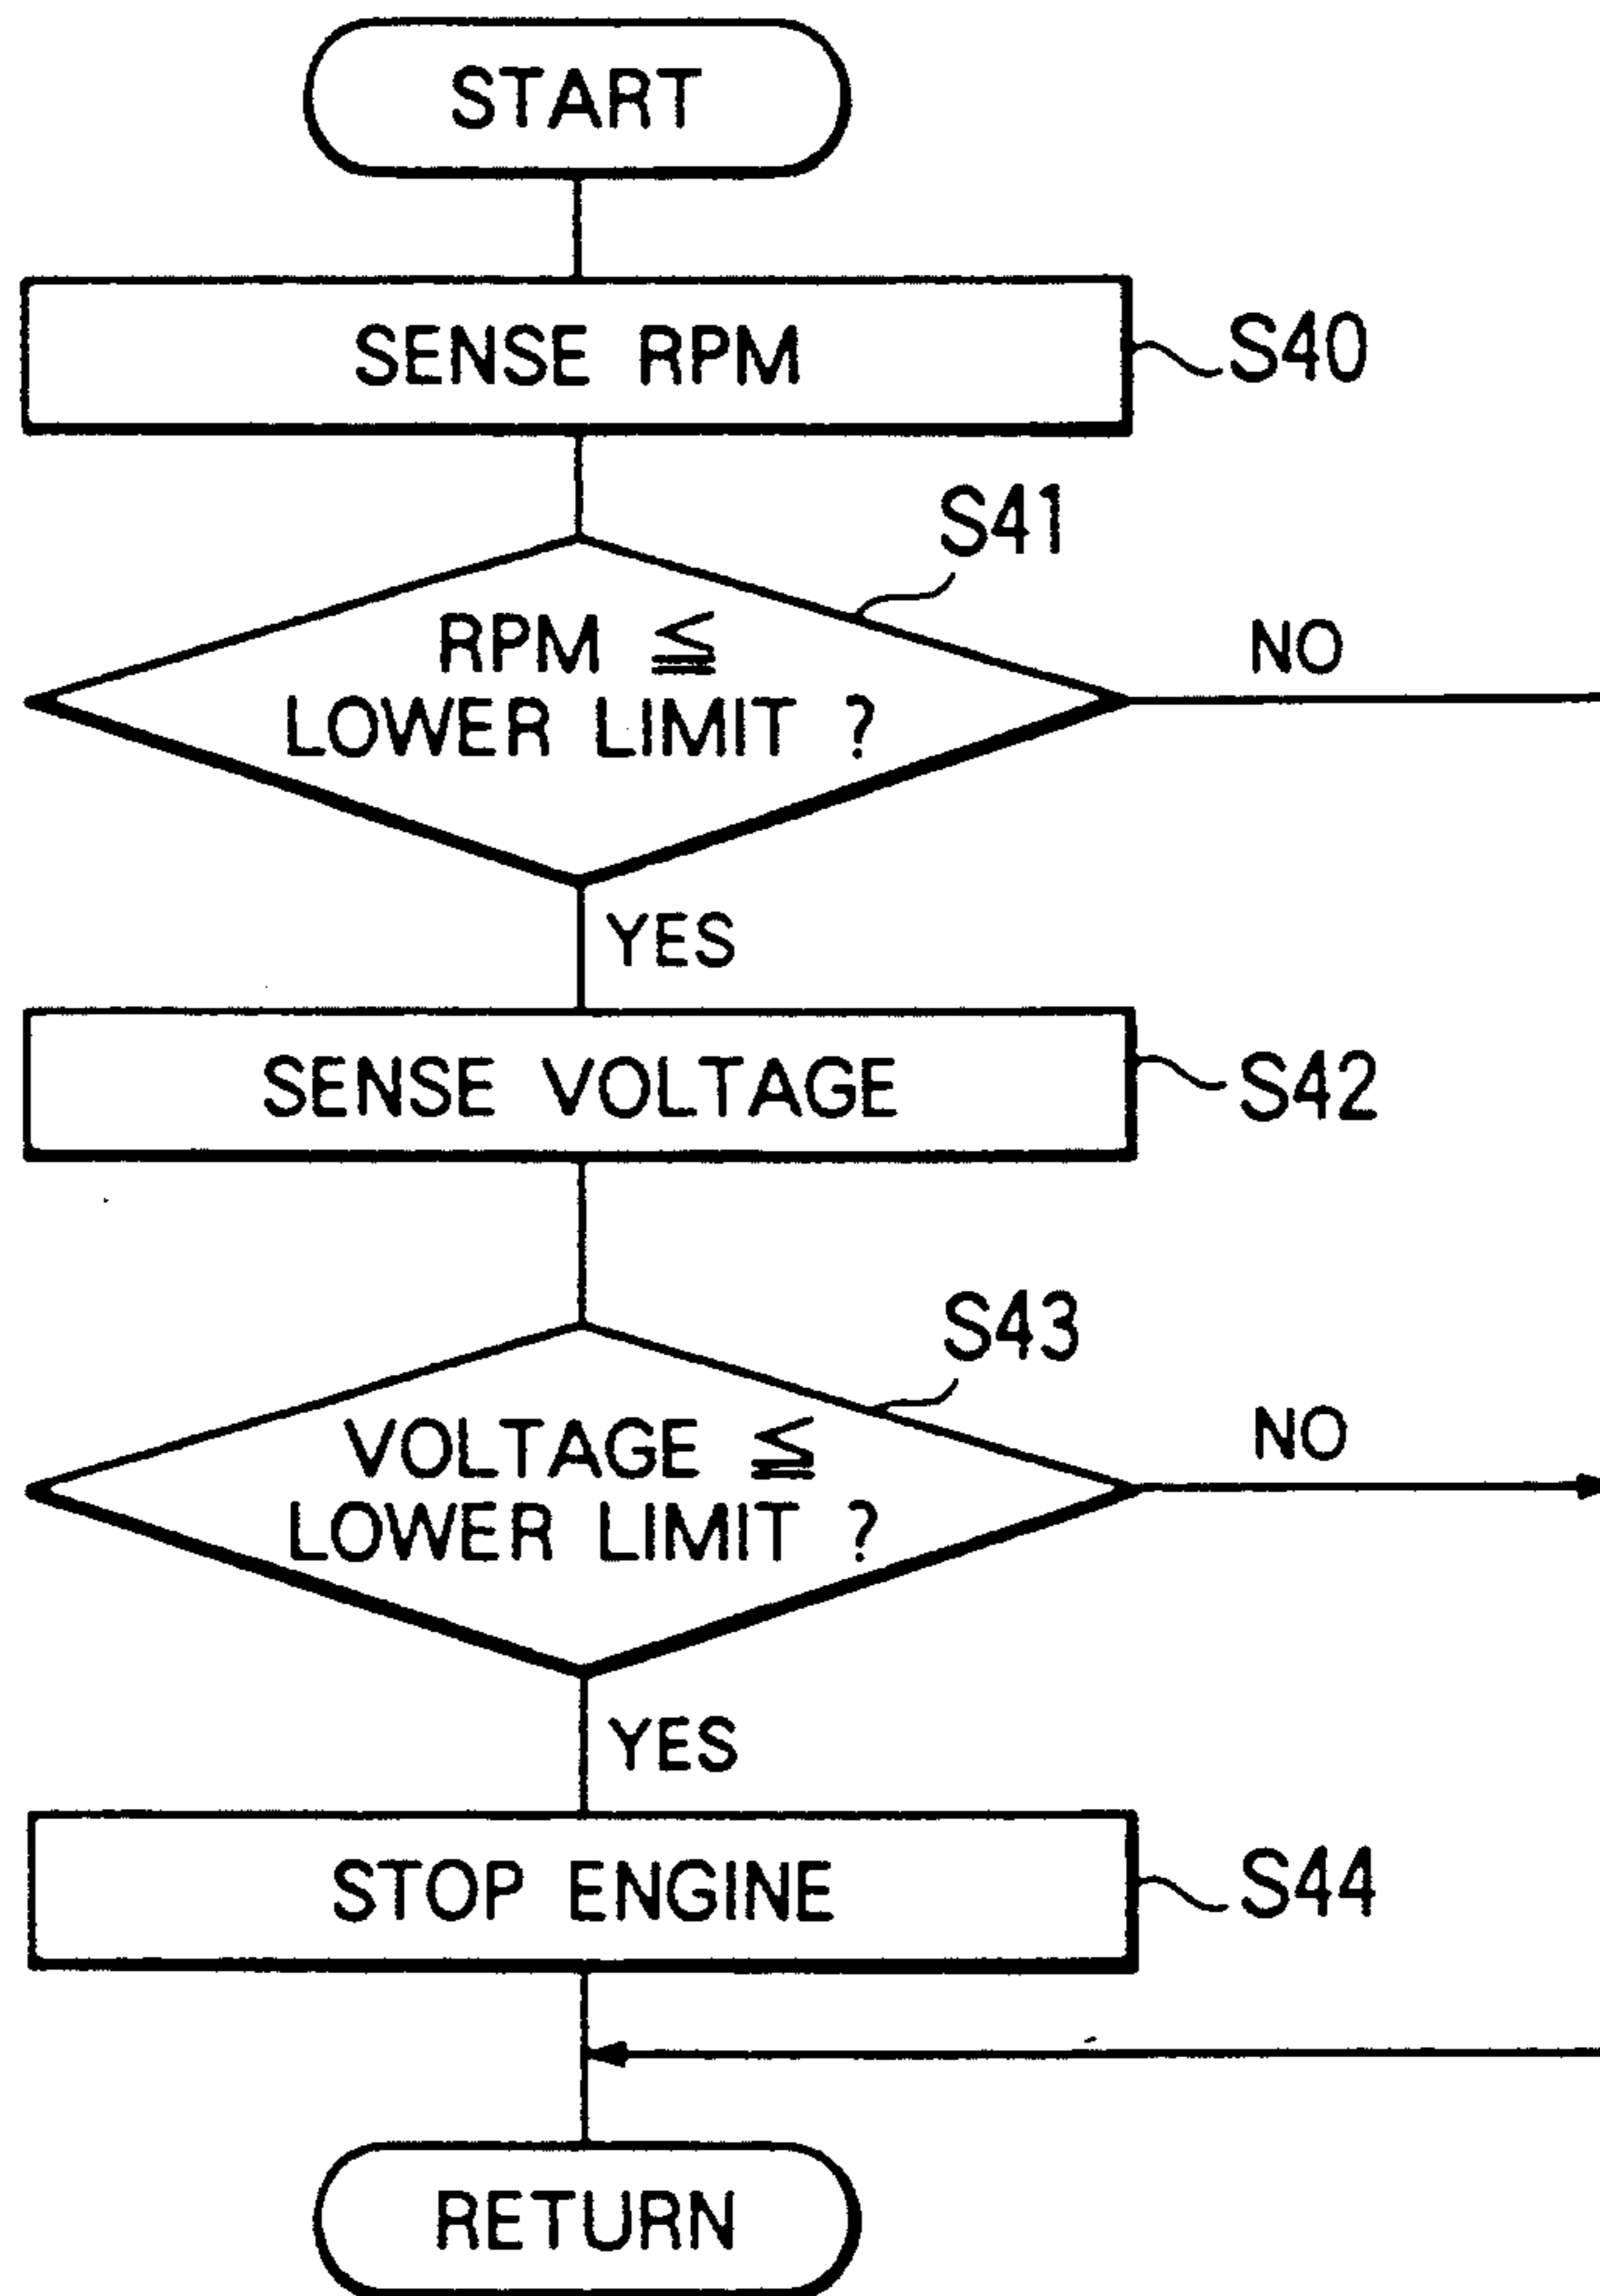 START
SENSE RPM
S40
S41
RPM ≦
LOWER LIMIT ?
NO
YES
SENSE VOLTAGE
S42
S43
VOLTAGE ≦
LOWER LIMIT ?
NO
YES
STOP ENGINE
S44
RETURN